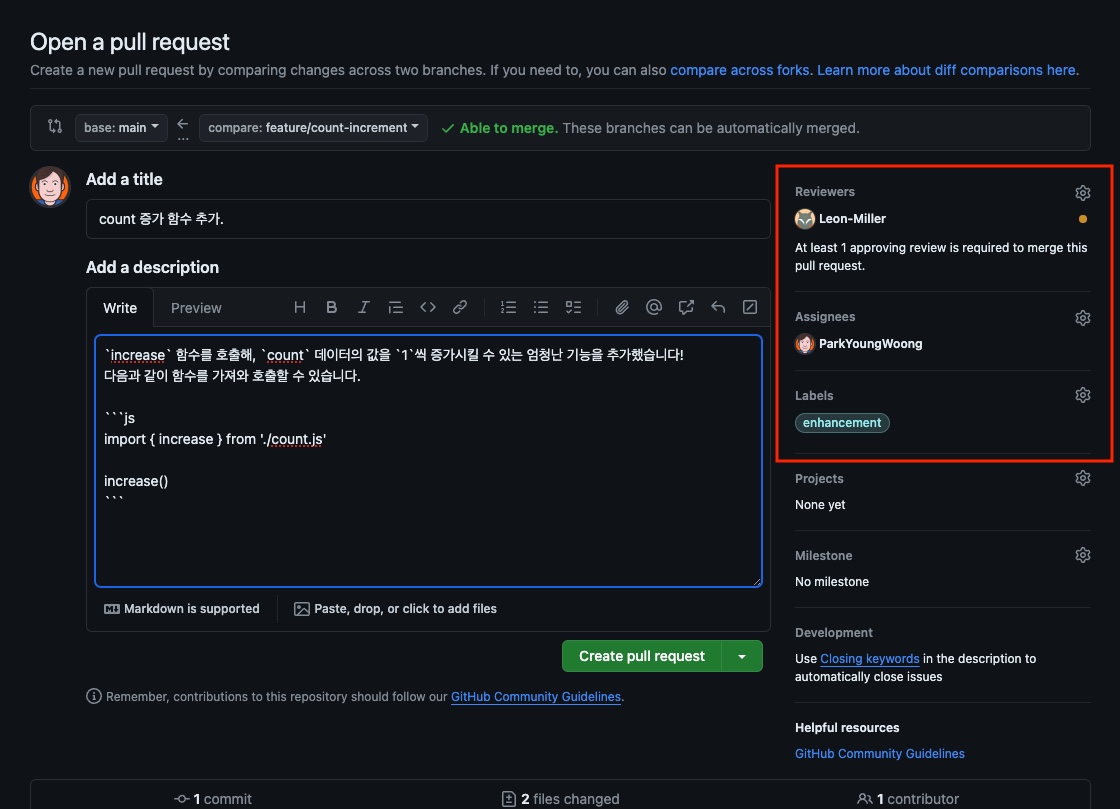 Open a pull request
Create a new pull request by comparing changes across two branches. If you need to, you can also compare across forks. Learn more about diff comparisons here.
base: main
compare: feature/count-increment
Able to merge. These branches can be automatically merged.
Add a title
count 증가 함수 추가.
Add a description
Write
Preview
`increase` 함수를 호출해, `count` 데이터의 값을 `1`씩 증가시킬 수 있는 엄청난 기능을 추가했습니다!
다음과 같이 함수를 가져와 호출할 수 있습니다.
```js
import { increase } from './count.js'
increase()
```
Markdown is supported
Paste, drop, or click to add files
Create pull request
Remember, contributions to this repository should follow our GitHub Community Guidelines.
Reviewers
Leon-Miller
At least 1 approving review is required to merge this
pull request.
Assignees
ParkYoungWoong
Labels
enhancement
Projects
None yet
Milestone
No milestone
Development
Use Closing keywords in the description to
automatically close issues
Helpful resources
GitHub Community Guidelines
1 commit
2 files changed
1 contributor